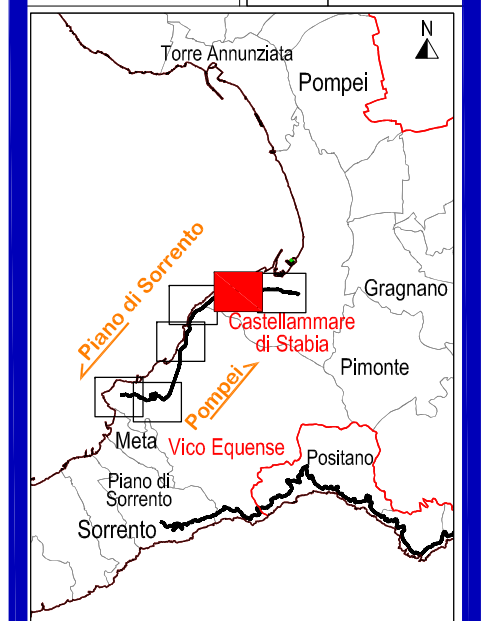 N
Torre Annunziata
Pompei
Piano di Sorrento
Gragnano
Castellammare
di Stabia
Pimonte
Pompei
Meta
Vico Equense
Positano
Piano di
Sorrento
Sorrento